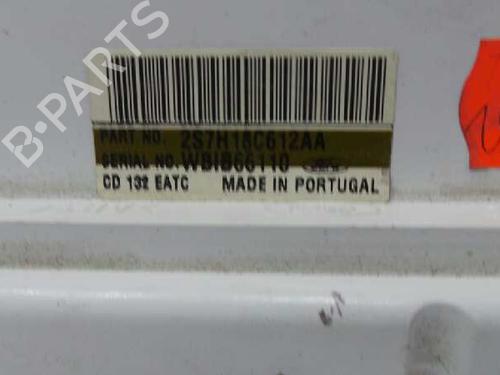 B-PARTS
PART NO. 2S7H18C612AA
SERIAL NO. WBIB66110
CD 132 EATC MADE IN PORTUGAL